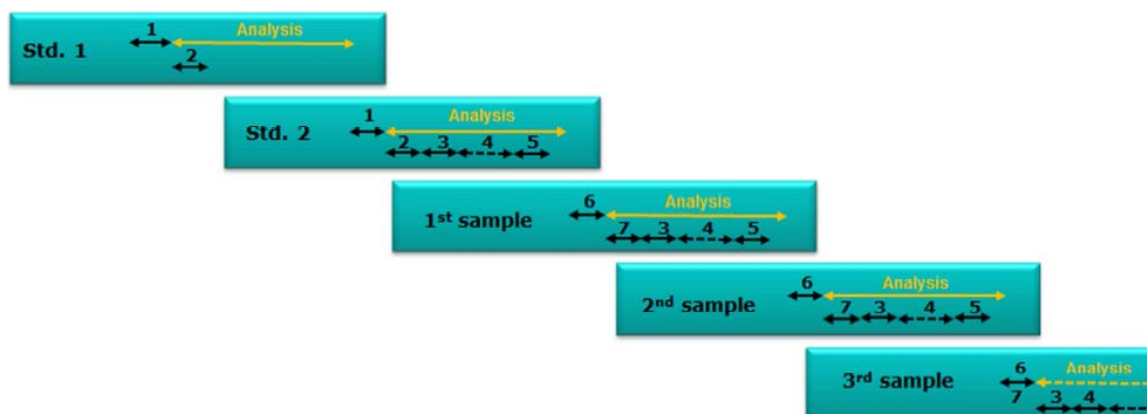 1 Analysis
Std. 1
2
1 Analysis
Std. 2
2 3 4 5
6 Analysis
1st sample
7 3 4 5
6 Analysis
2nd sample
7 3 4 5
6 Analysis
3rd sample
7 3 4